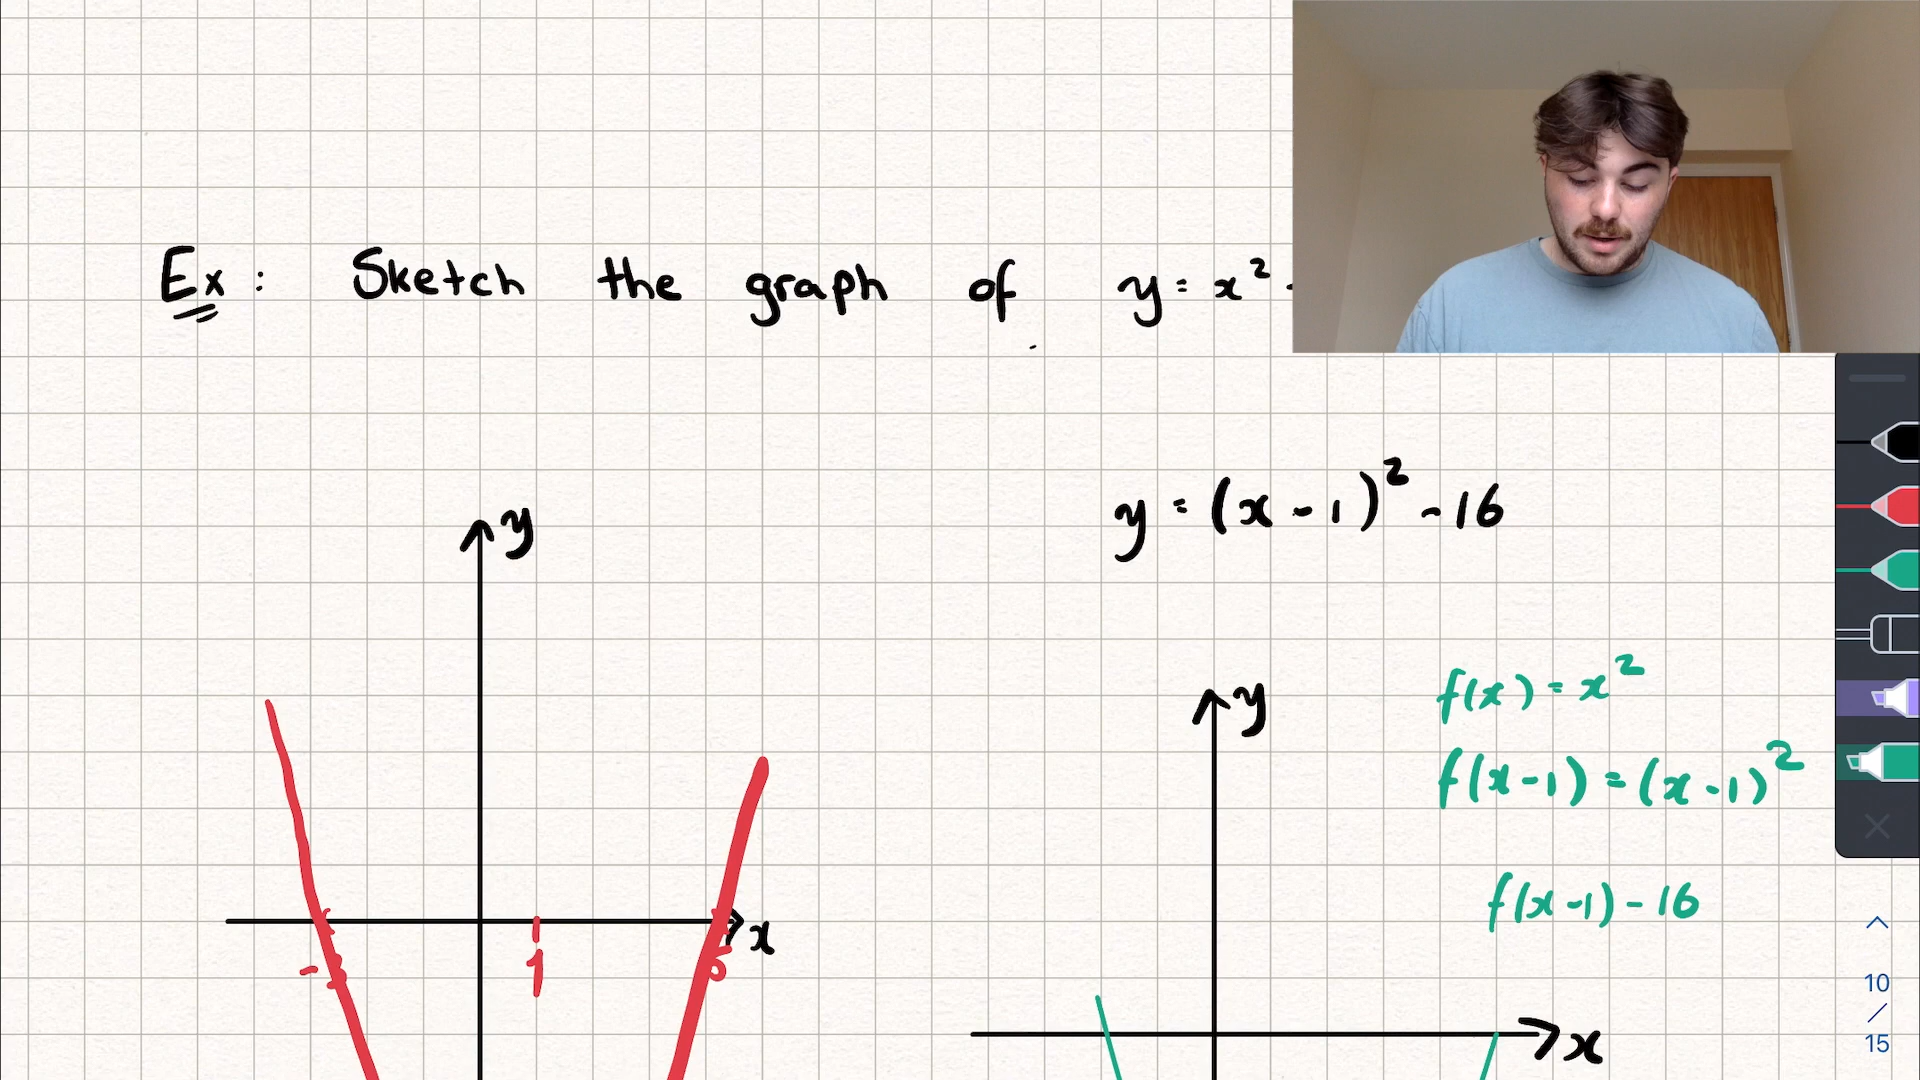 Ex: Sketch the graph of y = x² -
y = (x - 1)² - 16
y
f(x) = x²
y
f(x - 1) = (x - 1)²
f(x - 1) - 16
x
-3
1
5
10
/
15
x